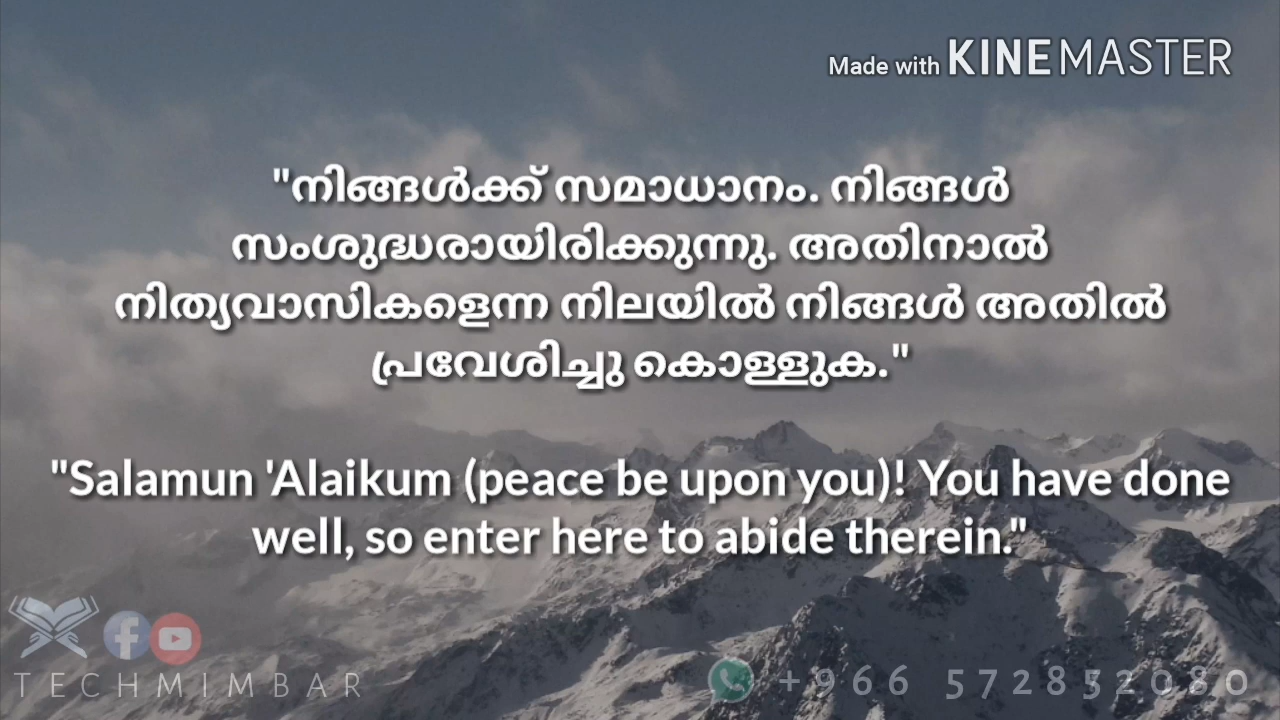 Made with KINEMASTER
"നിങ്ങൾക്ക് സമാധാനം. നിങ്ങൾ
സംശുദ്ധരായിരിക്കുന്നു. അതിനാൽ
നിത്യവാസികളെന്ന നിലയിൽ നിങ്ങൾ അതിൽ
പ്രവേശിച്ചു കൊള്ളുക."
"Salamun 'Alaikum (peace be upon you)! You have done
well, so enter here to abide therein."
TECHMIMBAR
+966 572852080